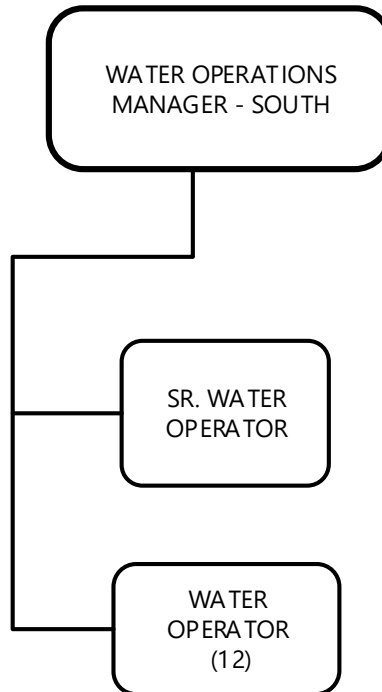 WATER OPERATIONS
MANAGER - SOUTH
SR. WATER
OPERATOR
WATER
OPERATOR
(12)